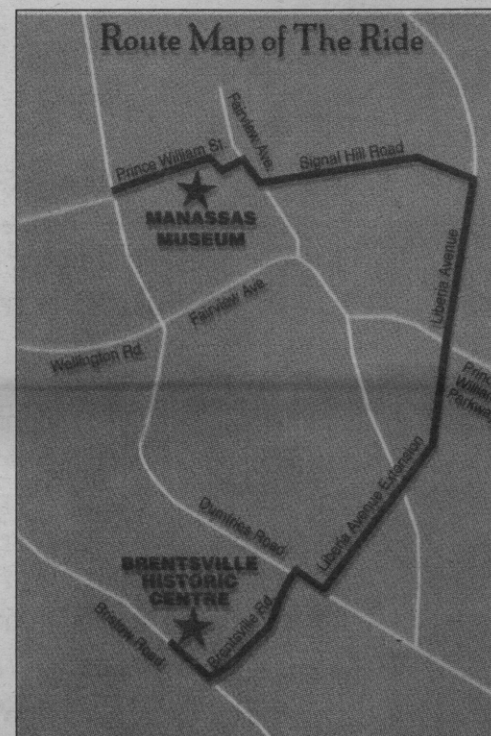 Route Map of The Ride
Fairview Ave.
Prince William St.
Signal Hill Road
MANASSAS
MUSEUM
Liberia Avenue
Fairview Ave.
Wellington Rd.
Prince
William
Parkway
Liberia Avenue Extension
Dumfries Road
BRENTSVILLE
HISTORIC
CENTRE
Bristow Road
Brentsville Rd.